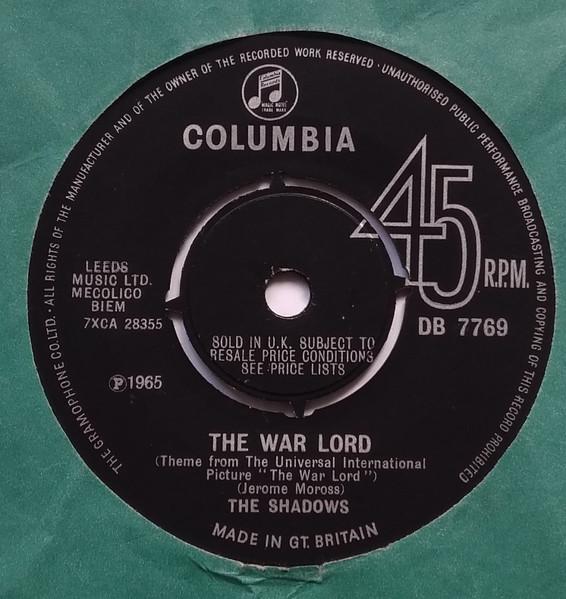 THE GRAMOPHONE CO.LTD. · ALL RIGHTS OF THE MANUFACTURER AND OF THE OWNER OF THE RECORDED WORK RESERVED · UNAUTHORISED PUBLIC PERFORMANCE BROADCASTING AND COPYING OF THIS RECORD PROHIBITED
MAGIC NOTES
TRADE MARK
COLUMBIA
45
R.P.M.
LEEDS
MUSIC LTD.
MECOLICO
BIEM
7XCA 28355
DB 7769
SOLD IN U.K. SUBJECT TO
RESALE PRICE CONDITIONS
SEE PRICE LISTS
Ⓟ1965
THE WAR LORD
(Theme from The Universal International
Picture "The War Lord")
(Jerome Moross)
THE SHADOWS
MADE IN GT. BRITAIN